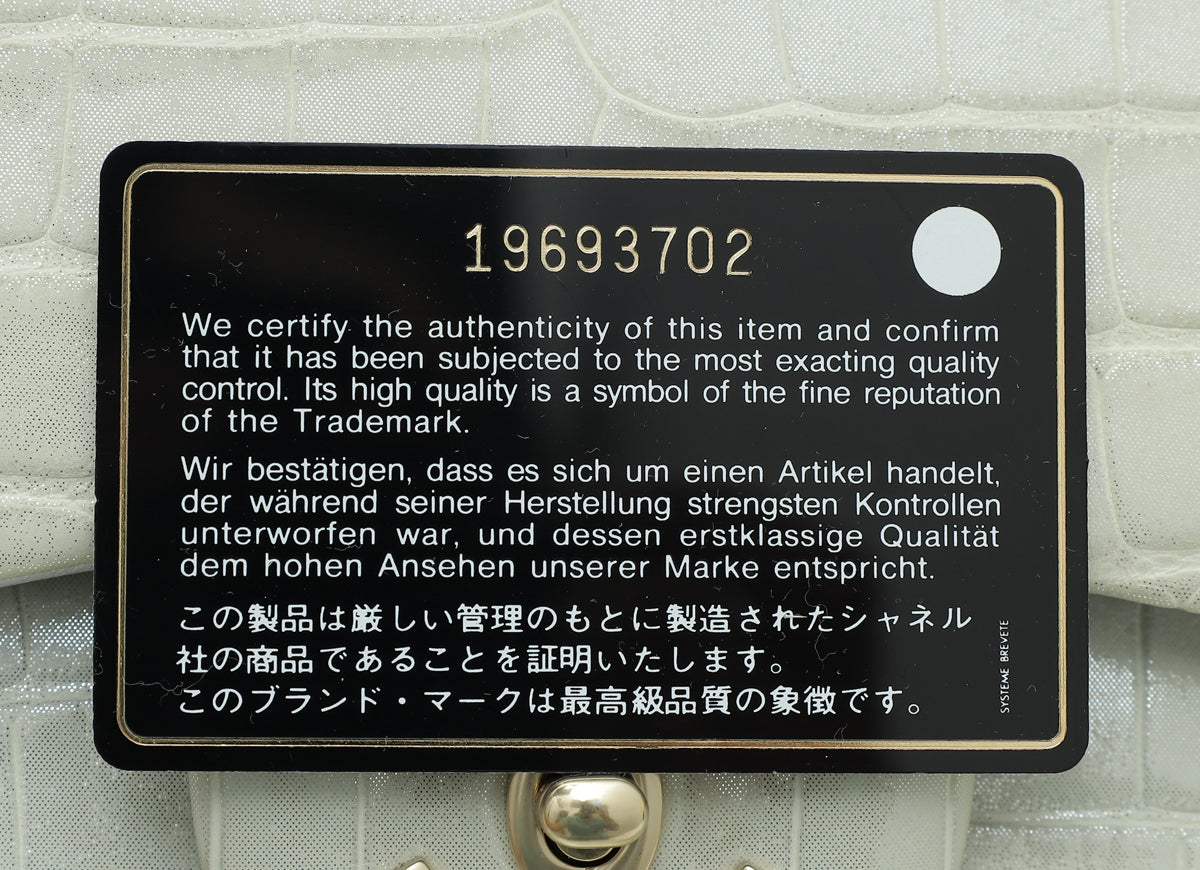 19693702
We certify the authenticity of this item and confirm
that it has been subjected to the most exacting quality
control. Its high quality is a symbol of the fine reputation
of the Trademark.
Wir bestätigen, dass es sich um einen Artikel handelt,
der während seiner Herstellung strengsten Kontrollen
unterworfen war, und dessen erstklassige Qualität
dem hohen Ansehen unserer Marke entspricht.
この製品は厳しい管理のもとに製造されたシャネル
社の商品であることを証明いたします。
このブランド・マークは最高級品質の象徴です。
SYSTEME BREVETE